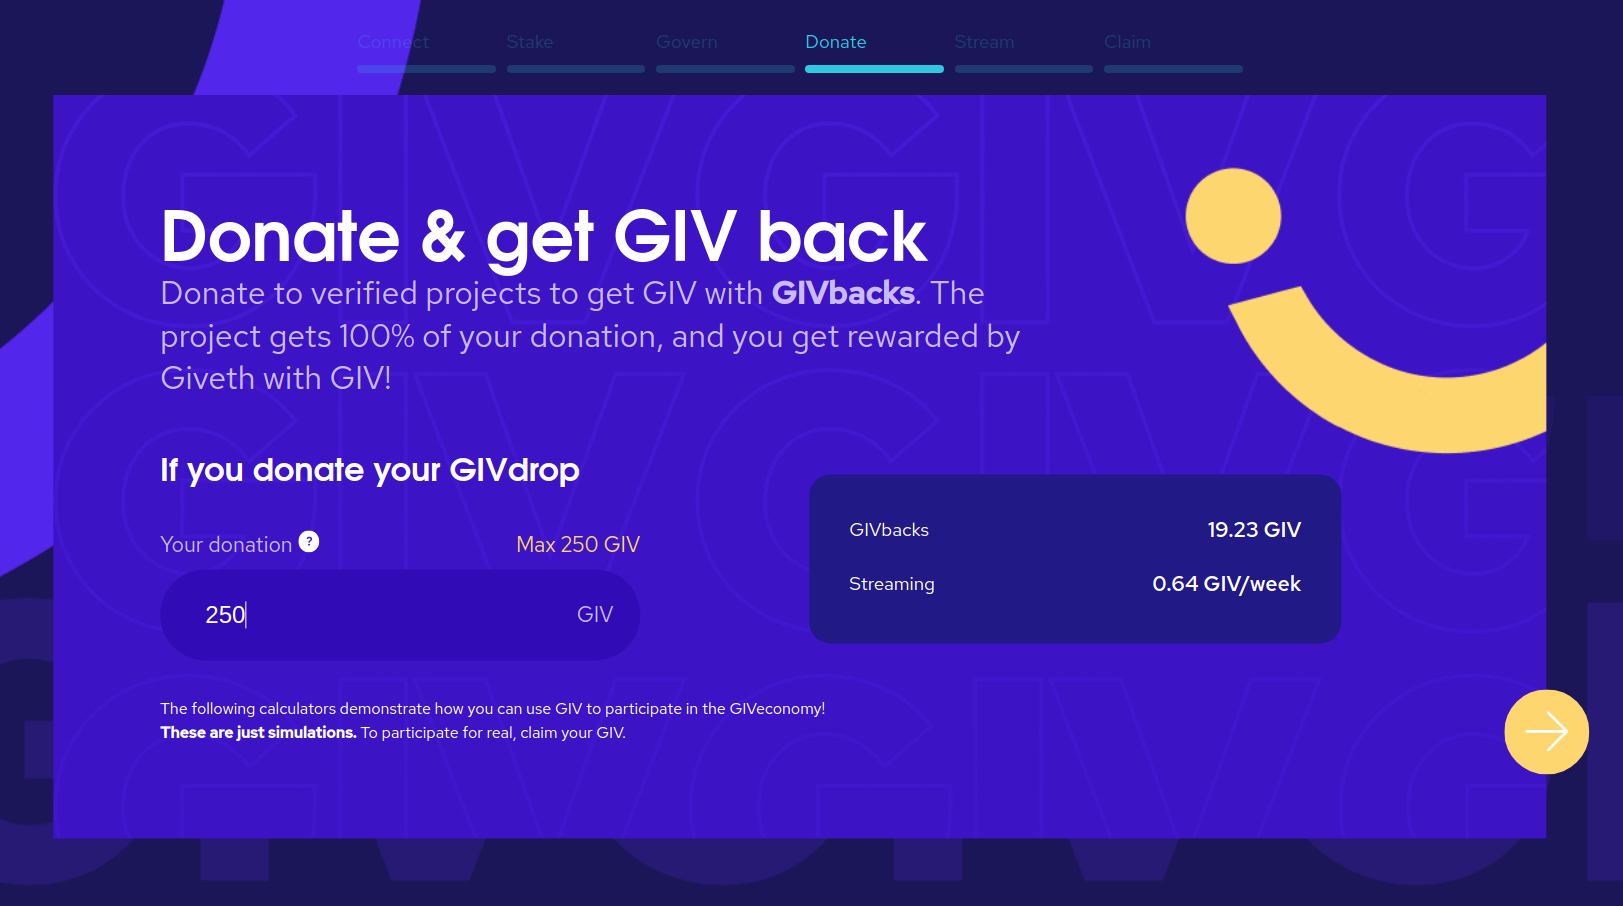 Connect Stake Govern Donate Stream Claim
Donate & get GIV back
Donate to verified projects to get GIV with GIVbacks. The
project gets 100% of your donation, and you get rewarded by
Giveth with GIV!
If you donate your GIVdrop
Your donation ? Max 250 GIV
250 GIV
GIVbacks 19.23 GIV
Streaming 0.64 GIV/week
The following calculators demonstrate how you can use GIV to participate in the GIVeconomy!
These are just simulations. To participate for real, claim your GIV.